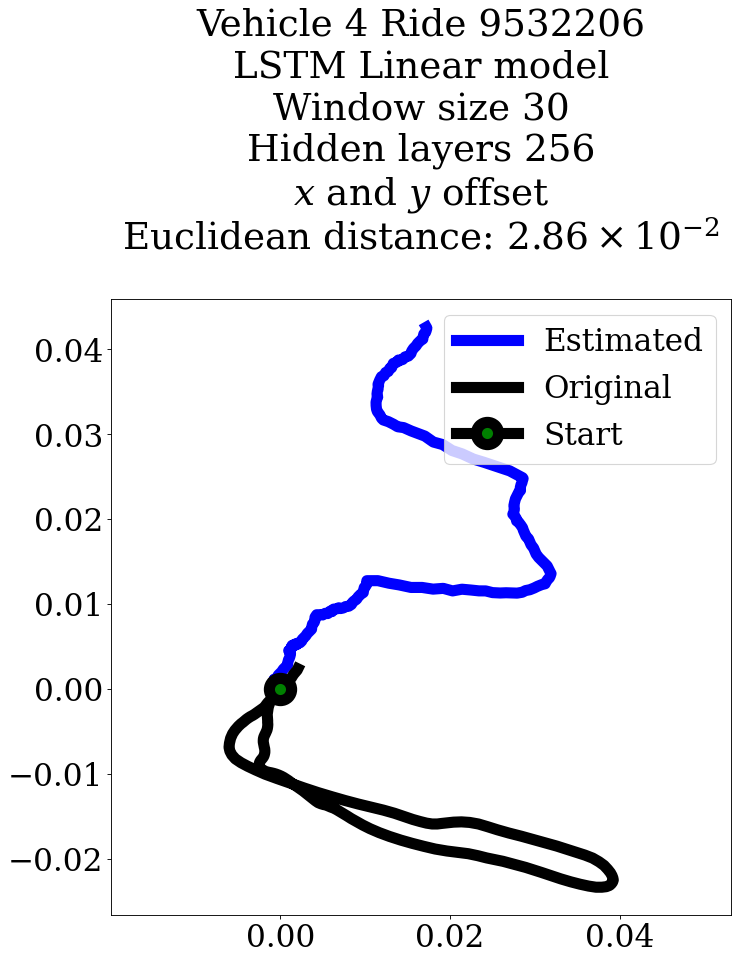 Vehicle 4 Ride 9532206
LSTM Linear model
Window size 30
Hidden layers 256
x and y offset
Euclidean distance: 2.86 × 10⁻²
Estimated
Original
Start
0.04
0.03
0.02
0.01
0.00
−0.01
−0.02
0.00 0.02 0.04